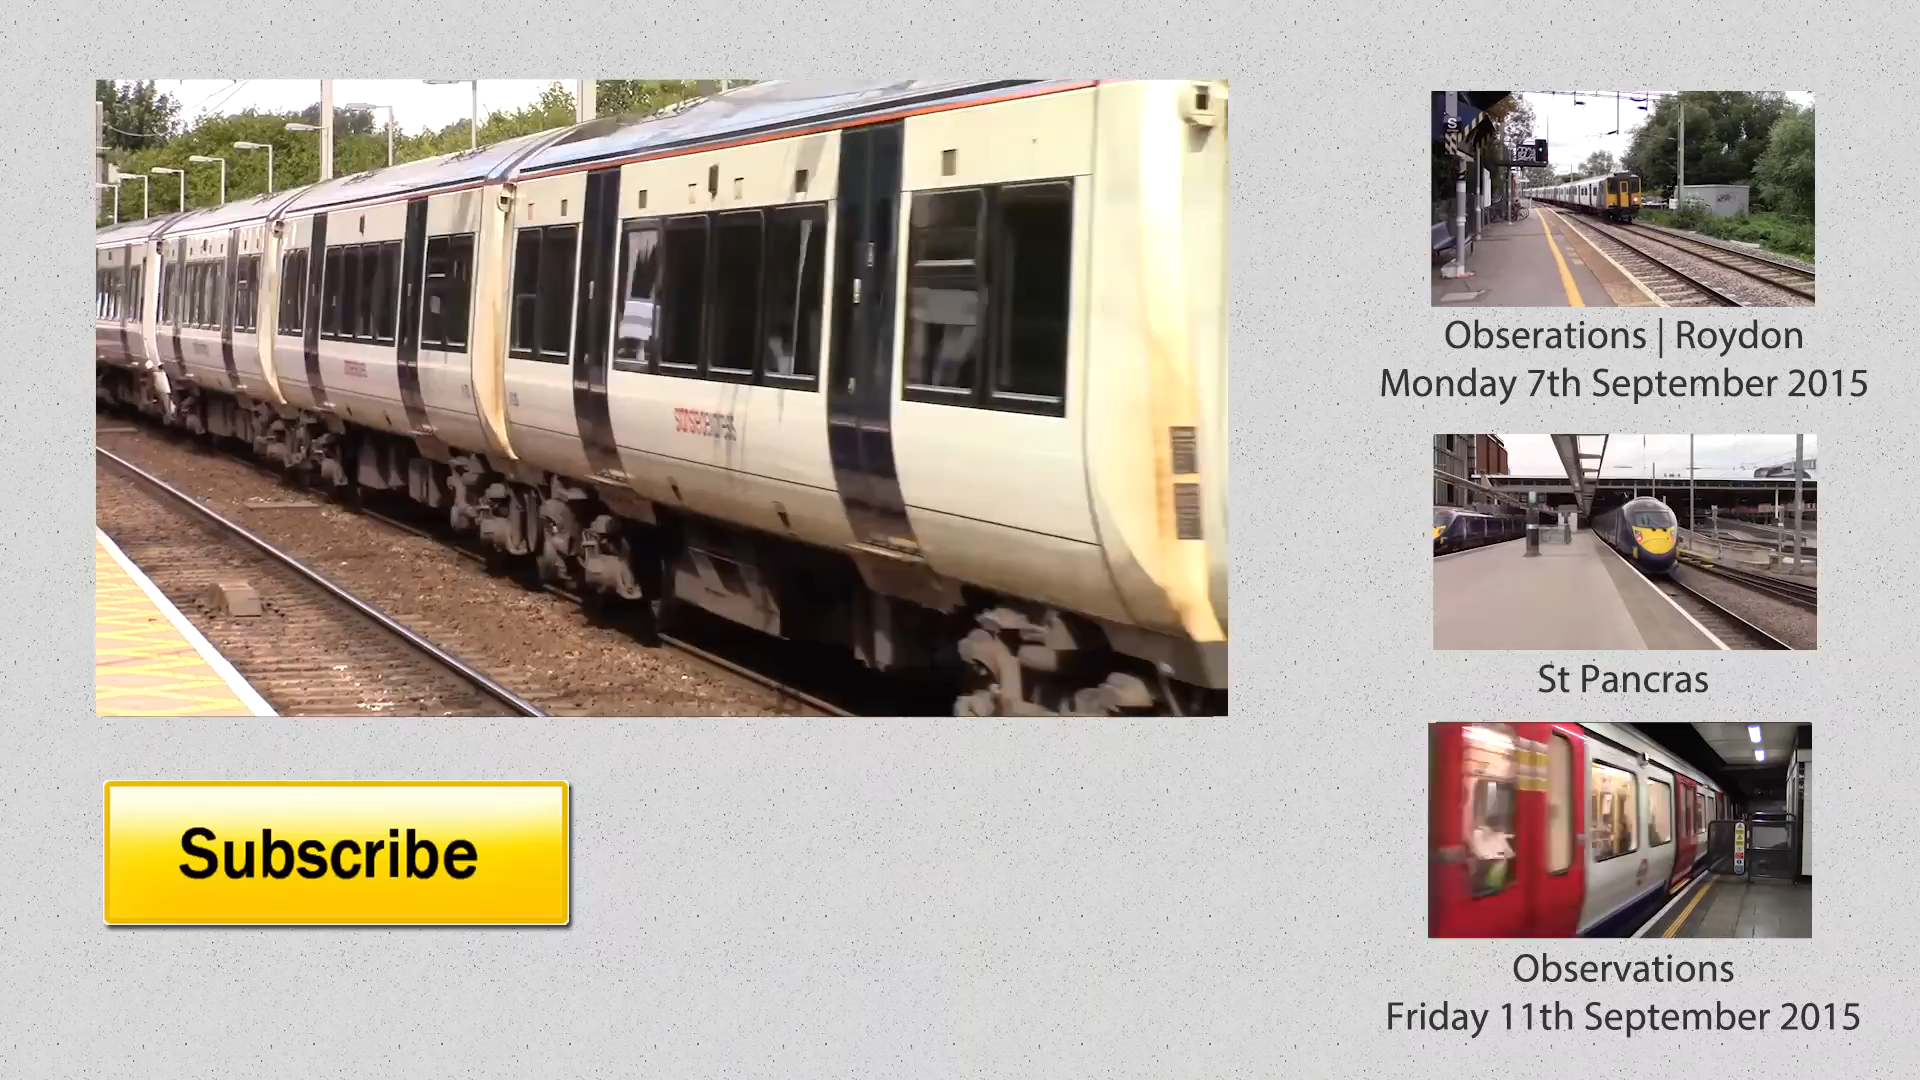 Obserations | Roydon
Monday 7th September 2015
St Pancras
Subscribe
Observations
Friday 11th September 2015